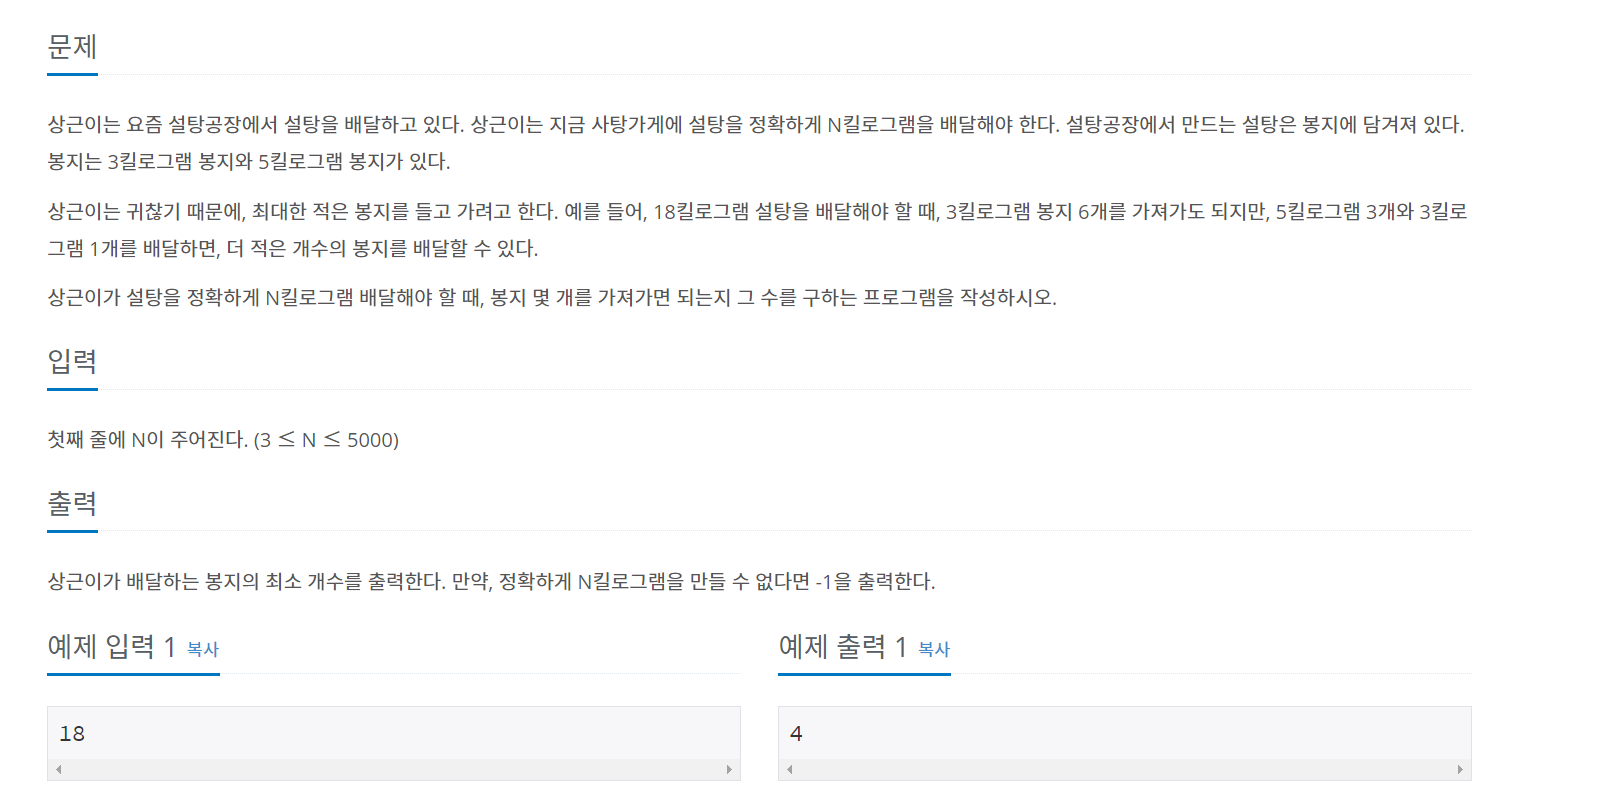 문제
상근이는 요즘 설탕공장에서 설탕을 배달하고 있다. 상근이는 지금 사탕가게에 설탕을 정확하게 N킬로그램을 배달해야 한다. 설탕공장에서 만드는 설탕은 봉지에 담겨져 있다.
봉지는 3킬로그램 봉지와 5킬로그램 봉지가 있다.
상근이는 귀찮기 때문에, 최대한 적은 봉지를 들고 가려고 한다. 예를 들어, 18킬로그램 설탕을 배달해야 할 때, 3킬로그램 봉지 6개를 가져가도 되지만, 5킬로그램 3개와 3킬로
그램 1개를 배달하면, 더 적은 개수의 봉지를 배달할 수 있다.
상근이가 설탕을 정확하게 N킬로그램 배달해야 할 때, 봉지 몇 개를 가져가면 되는지 그 수를 구하는 프로그램을 작성하시오.
입력
첫째 줄에 N이 주어진다. (3 ≤ N ≤ 5000)
출력
상근이가 배달하는 봉지의 최소 개수를 출력한다. 만약, 정확하게 N킬로그램을 만들 수 없다면 -1을 출력한다.
예제 입력 1 복사
18
예제 출력 1 복사
4